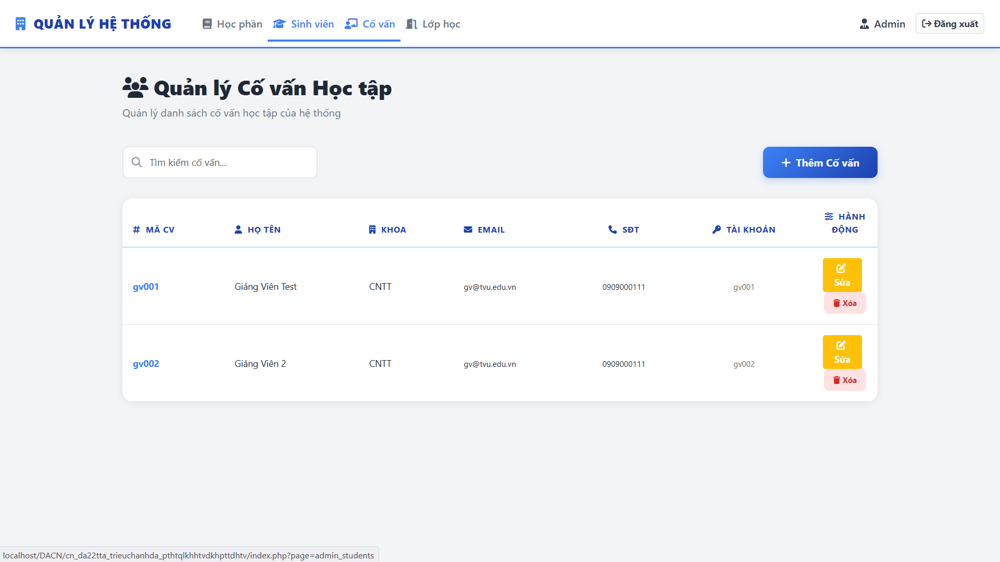 QUẢN LÝ HỆ THỐNG Học phần Sinh viên Cố vấn Lớp học Admin Đăng xuất
Quản lý Cố vấn Học tập
Quản lý danh sách cố vấn học tập của hệ thống
Tìm kiếm cố vấn... Thêm Cố vấn
# MÃ CV HỌ TÊN KHOA EMAIL SĐT TÀI KHOẢN HÀNH ĐỘNG
gv001 Giảng Viên Test CNTT gv@tvu.edu.vn 0909000111 gv001 Sửa
Xóa
gv002 Giảng Viên 2 CNTT gv@tvu.edu.vn 0909000111 gv002 Sửa
Xóa
localhost/DACN/cn_da22tta_trieuchanhda_pthtqlkhhtvdkhpttdhtv/index.php?page=admin_students